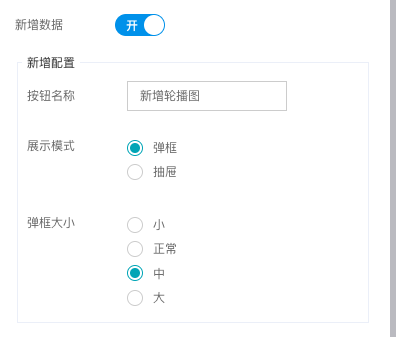 新增数据 开
新增配置
按钮名称 新增轮播图
展示模式 弹框
抽屉
弹框大小 小
正常
中
大